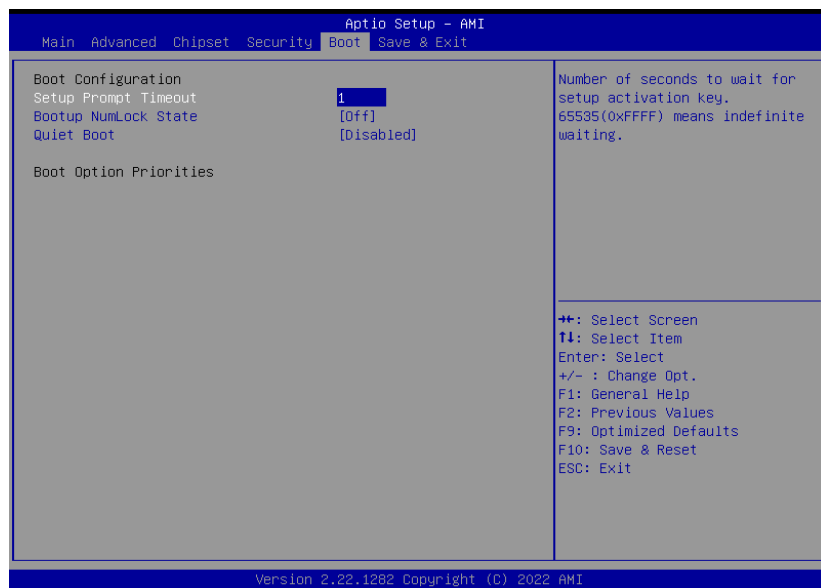 Aptio Setup – AMI
Main Advanced Chipset Security Boot Save & Exit
Boot Configuration
Setup Prompt Timeout 1
Bootup NumLock State [Off]
Quiet Boot [Disabled]
Boot Option Priorities
Number of seconds to wait for
setup activation key.
65535(0xFFFF) means indefinite
waiting.
→←: Select Screen
↑↓: Select Item
Enter: Select
+/- : Change Opt.
F1: General Help
F2: Previous Values
F9: Optimized Defaults
F10: Save & Reset
ESC: Exit
Version 2.22.1282 Copyright (C) 2022 AMI